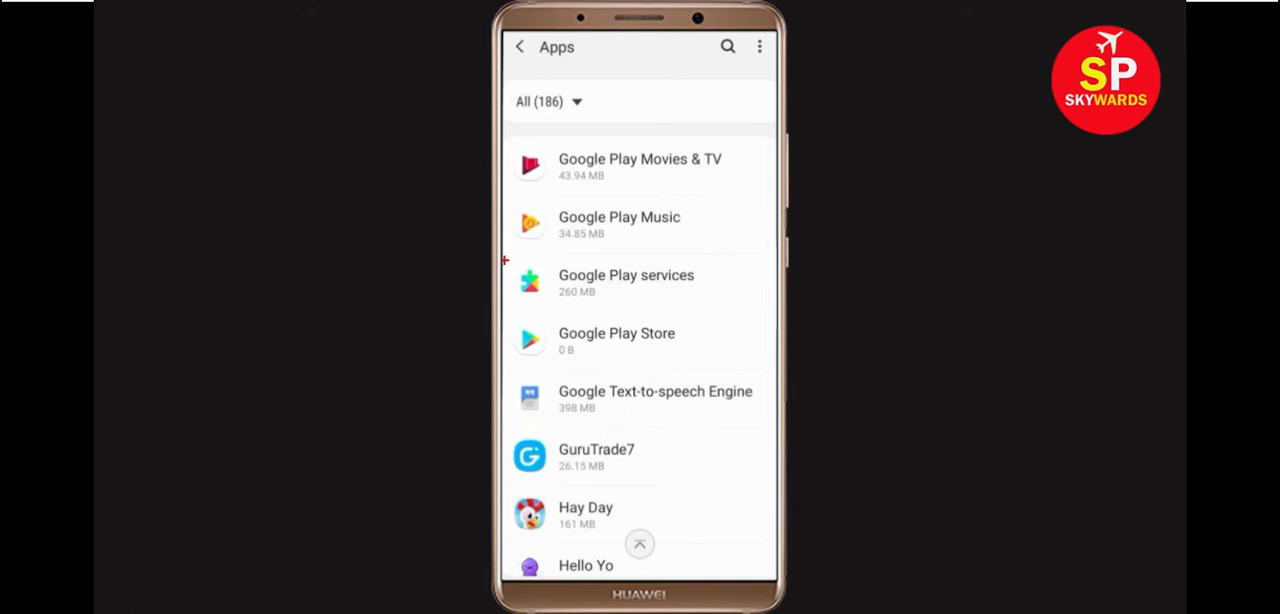 Apps
All (186)
Google Play Movies & TV
43.94 MB
Google Play Music
34.85 MB
Google Play services
260 MB
Google Play Store
0 B
Google Text-to-speech Engine
398 MB
GuruTrade7
26.15 MB
Hay Day
161 MB
Hello Yo
HUAWEI
SP
SKYWARDS